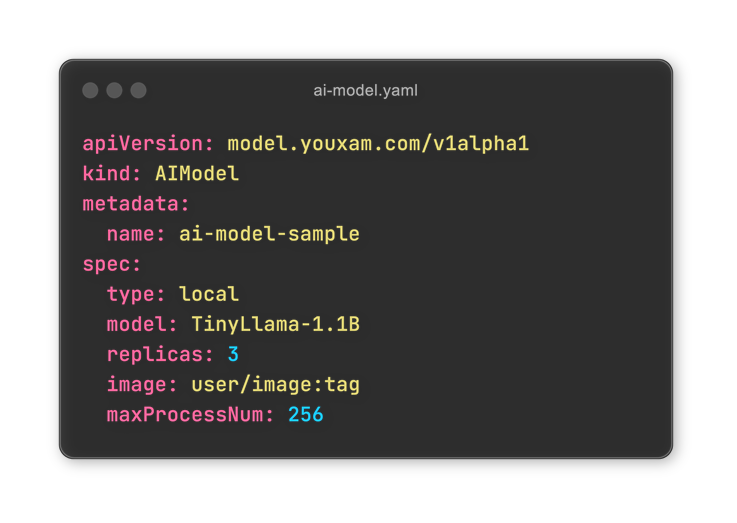 ai-model.yaml
apiVersion: model.youxam.com/v1alpha1
kind: AIModel
metadata:
  name: ai-model-sample
spec:
  type: local
  model: TinyLlama-1.1B
  replicas: 3
  image: user/image:tag
  maxProcessNum: 256